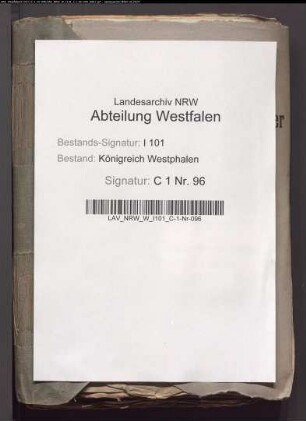 Landesarchiv NRW
Abteilung Westfalen
Bestands-Signatur: I 101
Bestand: Königreich Westphalen
Signatur: C 1 Nr. 96
LAV_NRW_W_I101_C-1-Nr-096